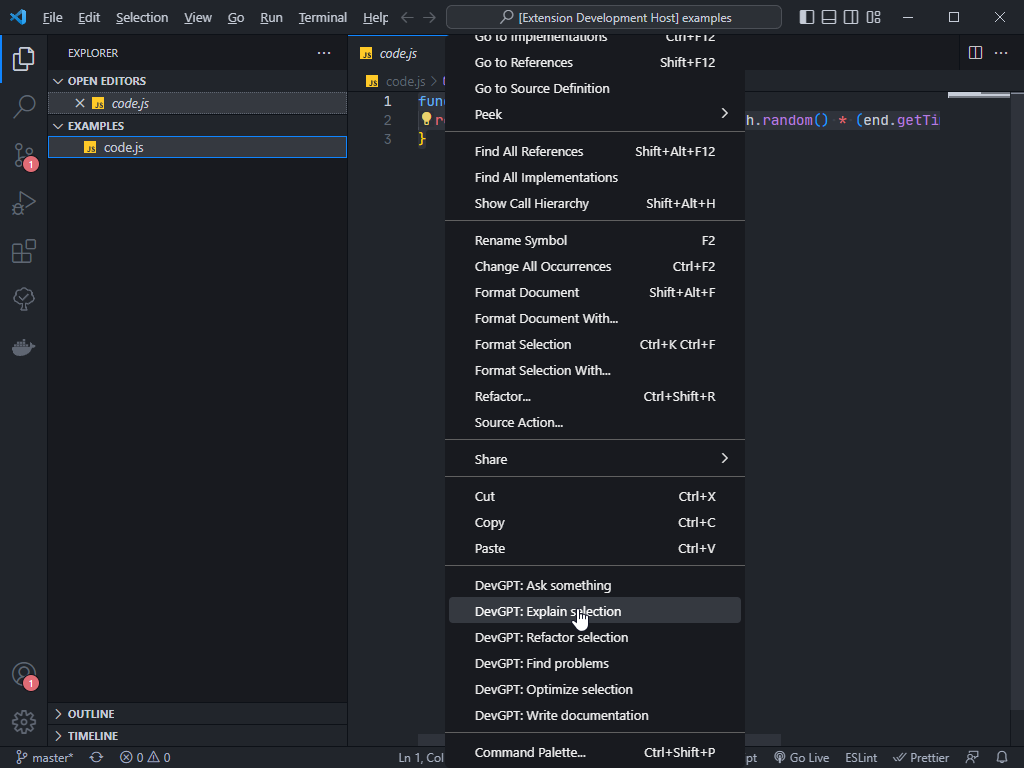 File Edit Selection View Go Run Terminal Help [Extension Development Host] examples
EXPLORER
OPEN EDITORS
JS code.js
EXAMPLES
JS code.js
1
1
OUTLINE
TIMELINE
JS code.js
JS code.js
1 func
2 re h.random() * (end.getTi
3 }
Go to Implementations Ctrl+F12
Go to References Shift+F12
Go to Source Definition
Peek
Find All References Shift+Alt+F12
Find All Implementations
Show Call Hierarchy Shift+Alt+H
Rename Symbol F2
Change All Occurrences Ctrl+F2
Format Document Shift+Alt+F
Format Document With...
Format Selection Ctrl+K Ctrl+F
Format Selection With...
Refactor... Ctrl+Shift+R
Source Action...
Share
Cut Ctrl+X
Copy Ctrl+C
Paste Ctrl+V
DevGPT: Ask something
DevGPT: Explain selection
DevGPT: Refactor selection
DevGPT: Find problems
DevGPT: Optimize selection
DevGPT: Write documentation
Command Palette... Ctrl+Shift+P
master* 0 0 Ln 1, Col pt Go Live ESLint Prettier